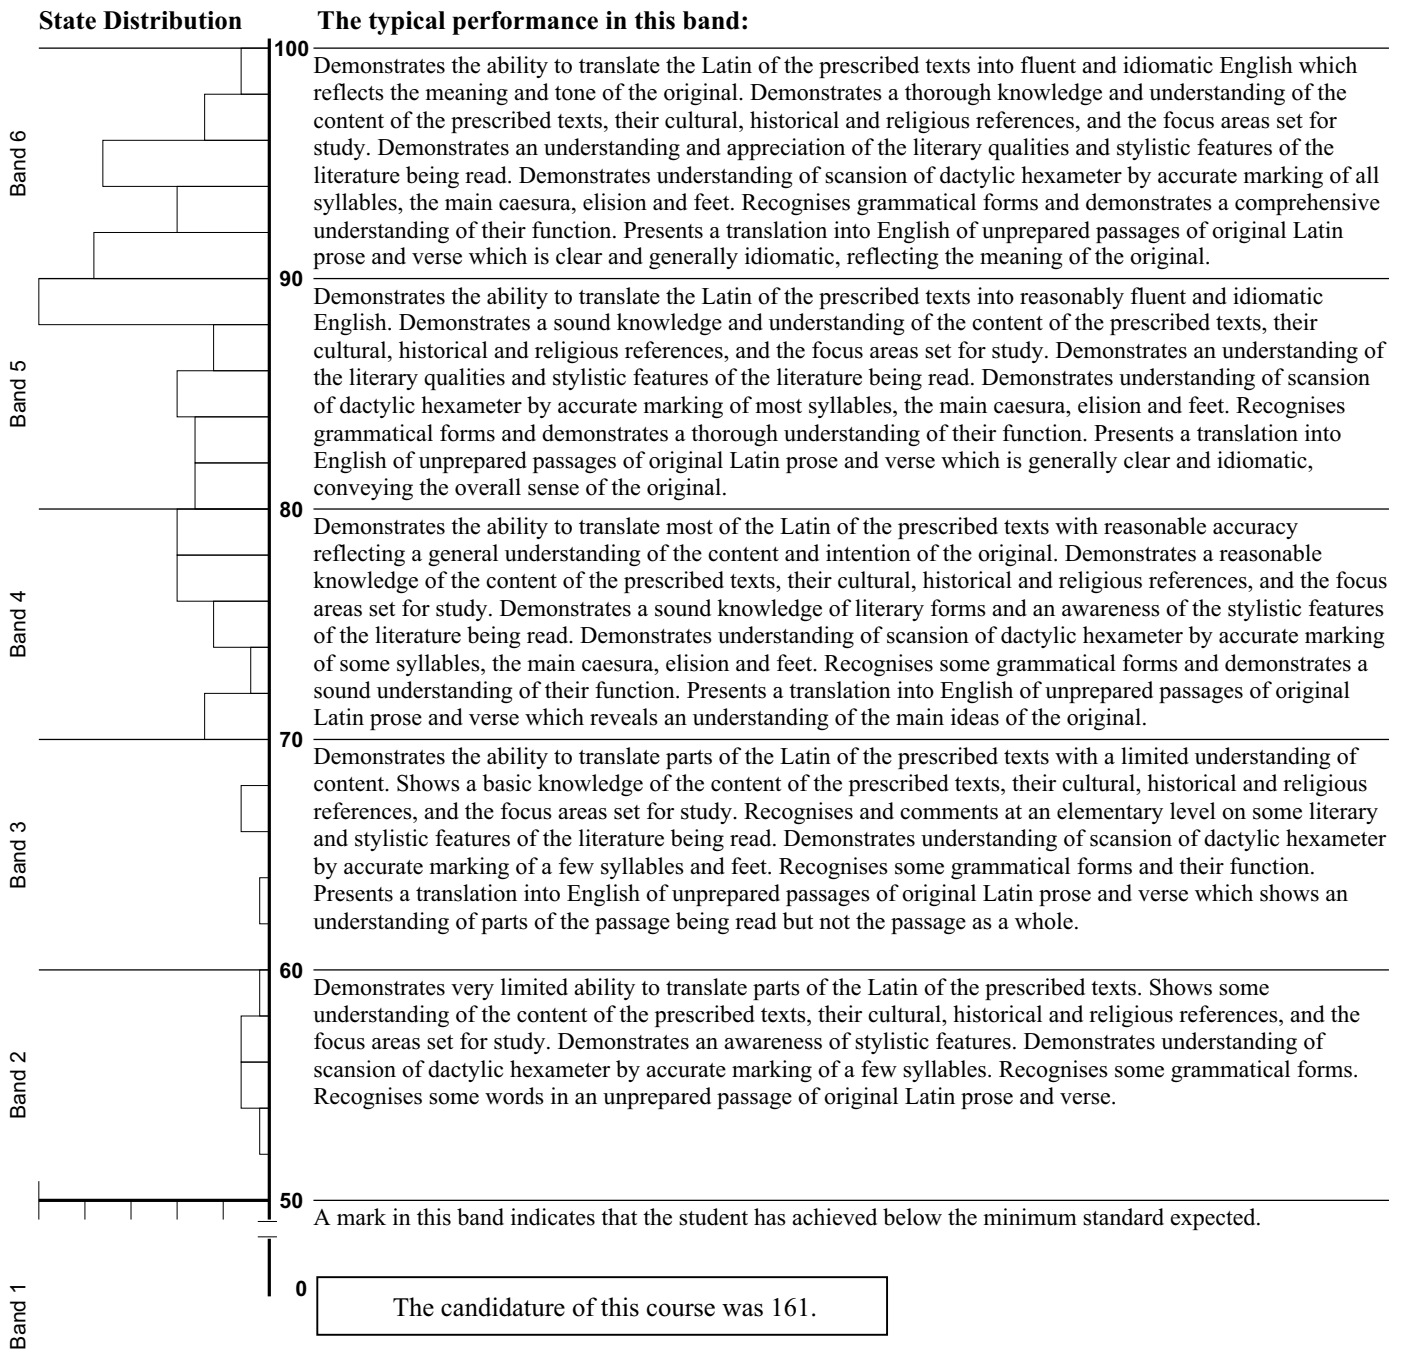 State Distribution
The typical performance in this band:
100
Band 6
Demonstrates the ability to translate the Latin of the prescribed texts into fluent and idiomatic English which
reflects the meaning and tone of the original. Demonstrates a thorough knowledge and understanding of the
content of the prescribed texts, their cultural, historical and religious references, and the focus areas set for
study. Demonstrates an understanding and appreciation of the literary qualities and stylistic features of the
literature being read. Demonstrates understanding of scansion of dactylic hexameter by accurate marking of all
syllables, the main caesura, elision and feet. Recognises grammatical forms and demonstrates a comprehensive
understanding of their function. Presents a translation into English of unprepared passages of original Latin
prose and verse which is clear and generally idiomatic, reflecting the meaning of the original.
90
Band 5
Demonstrates the ability to translate the Latin of the prescribed texts into reasonably fluent and idiomatic
English. Demonstrates a sound knowledge and understanding of the content of the prescribed texts, their
cultural, historical and religious references, and the focus areas set for study. Demonstrates an understanding of
the literary qualities and stylistic features of the literature being read. Demonstrates understanding of scansion
of dactylic hexameter by accurate marking of most syllables, the main caesura, elision and feet. Recognises
grammatical forms and demonstrates a thorough understanding of their function. Presents a translation into
English of unprepared passages of original Latin prose and verse which is generally clear and idiomatic,
conveying the overall sense of the original.
80
Band 4
Demonstrates the ability to translate most of the Latin of the prescribed texts with reasonable accuracy
reflecting a general understanding of the content and intention of the original. Demonstrates a reasonable
knowledge of the content of the prescribed texts, their cultural, historical and religious references, and the focus
areas set for study. Demonstrates a sound knowledge of literary forms and an awareness of the stylistic features
of the literature being read. Demonstrates understanding of scansion of dactylic hexameter by accurate marking
of some syllables, the main caesura, elision and feet. Recognises some grammatical forms and demonstrates a
sound understanding of their function. Presents a translation into English of unprepared passages of original
Latin prose and verse which reveals an understanding of the main ideas of the original.
70
Band 3
Demonstrates the ability to translate parts of the Latin of the prescribed texts with a limited understanding of
content. Shows a basic knowledge of the content of the prescribed texts, their cultural, historical and religious
references, and the focus areas set for study. Recognises and comments at an elementary level on some literary
and stylistic features of the literature being read. Demonstrates understanding of scansion of dactylic hexameter
by accurate marking of a few syllables and feet. Recognises some grammatical forms and their function.
Presents a translation into English of unprepared passages of original Latin prose and verse which shows an
understanding of parts of the passage being read but not the passage as a whole.
60
Band 2
Demonstrates very limited ability to translate parts of the Latin of the prescribed texts. Shows some
understanding of the content of the prescribed texts, their cultural, historical and religious references, and the
focus areas set for study. Demonstrates an awareness of stylistic features. Demonstrates understanding of
scansion of dactylic hexameter by accurate marking of a few syllables. Recognises some grammatical forms.
Recognises some words in an unprepared passage of original Latin prose and verse.
50
A mark in this band indicates that the student has achieved below the minimum standard expected.
0
Band 1
The candidature of this course was 161.